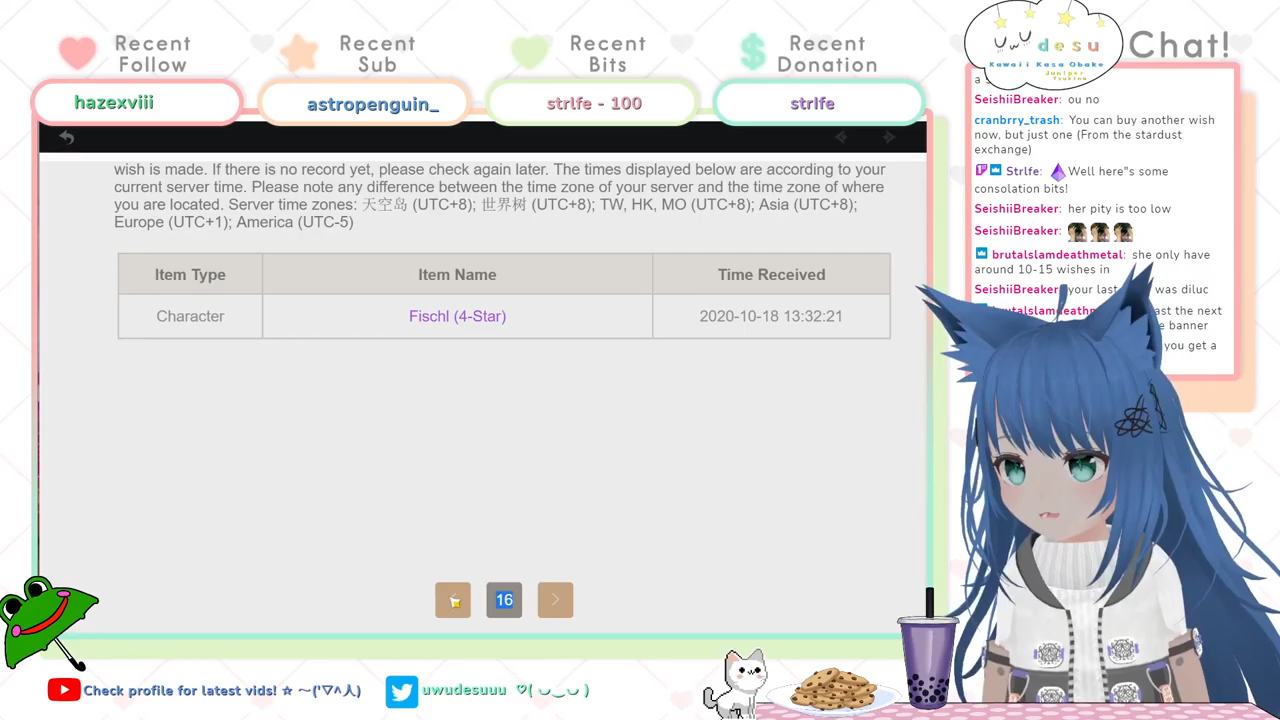 Recent
Follow
Recent
Sub
Recent
Bits
Recent
Donation
UwU desu
Kawaii Kasa Obake
Juniper
Tsukino
Chat!
hazexviii
astropenguin_
strlfe - 100
strlfe
wish is made. If there is no record yet, please check again later. The times displayed below are according to your
current server time. Please note any difference between the time zone of your server and the time zone of where
you are located. Server time zones: 天空岛 (UTC+8); 世界树 (UTC+8); TW, HK, MO (UTC+8); Asia (UTC+8);
Europe (UTC+1); America (UTC-5)
Item Type
Item Name
Time Received
Character
Fischl (4-Star)
2020-10-18 13:32:21
16
SeishiiBreaker: ou no
cranbrry_trash: You can buy another wish
now, but just one (From the stardust
exchange)
Strlfe: Well here"s some
consolation bits!
SeishiiBreaker: her pity is too low
SeishiiBreaker:
brutalslamdeathmetal: she only have
around 10-15 wishes in
SeishiiBreaker: your last was diluc
the next
banner
you get a
Check profile for latest vids! ☆ ～('▽^人)
uwudesuuu ♡( ◡‿◡ )